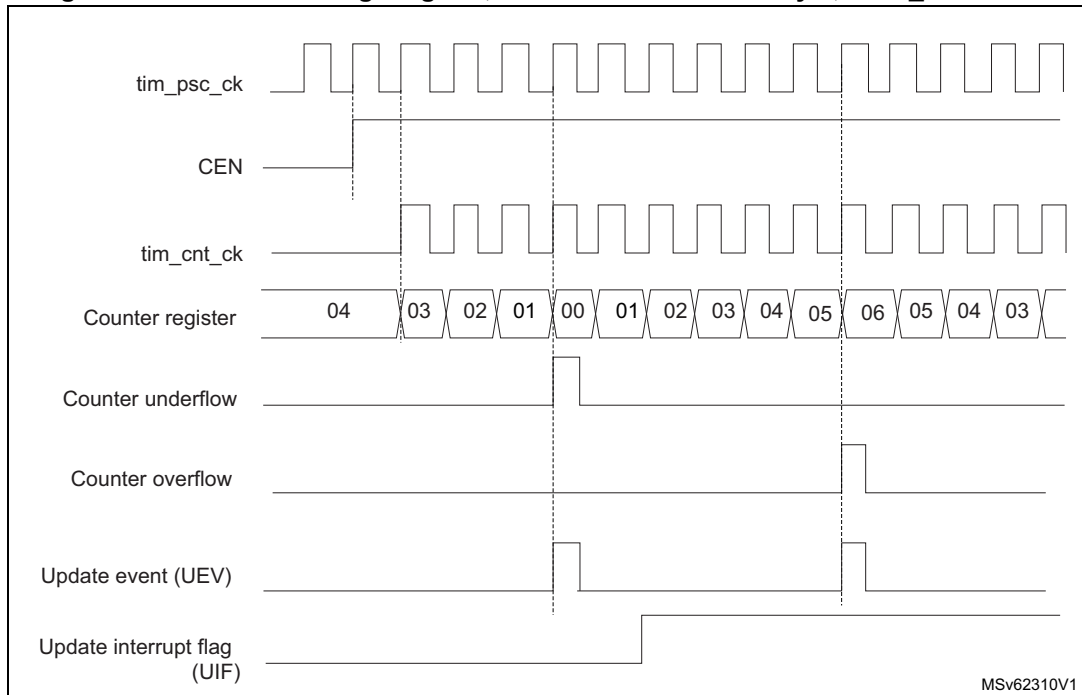 tim_psc_ck
CEN
tim_cnt_ck
Counter register 04 03 02 01 00 01 02 03 04 05 06 05 04 03
Counter underflow
Counter overflow
Update event (UEV)
Update interrupt flag
(UIF)
MSv62310V1